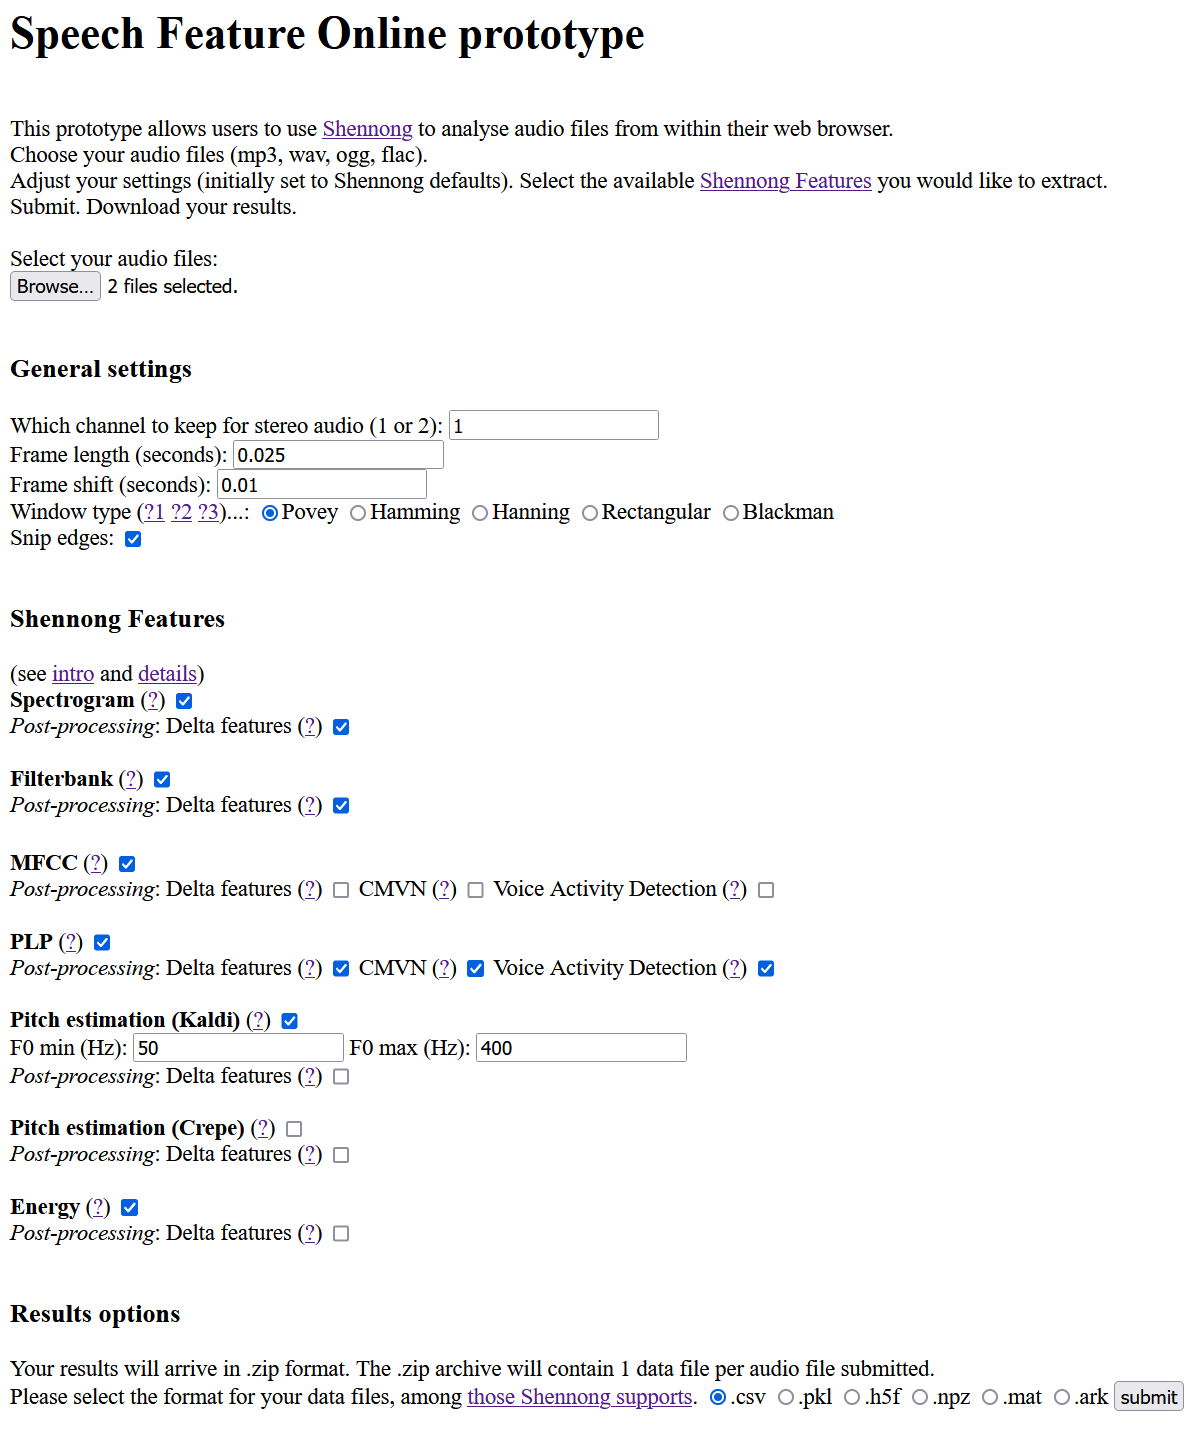 Speech Feature Online prototype
This prototype allows users to use Shennong to analyse audio files from within their web browser.
Choose your audio files (mp3, wav, ogg, flac).
Adjust your settings (initially set to Shennong defaults). Select the available Shennong Features you would like to extract.
Submit. Download your results.
Select your audio files:
Browse... 2 files selected.
General settings
Which channel to keep for stereo audio (1 or 2): 1
Frame length (seconds): 0.025
Frame shift (seconds): 0.01
Window type (?1 ?2 ?3)...: Povey Hamming Hanning Rectangular Blackman
Snip edges:
Shennong Features
(see intro and details)
Spectrogram (?)
Post-processing: Delta features (?)
Filterbank (?)
Post-processing: Delta features (?)
MFCC (?)
Post-processing: Delta features (?) CMVN (?) Voice Activity Detection (?)
PLP (?)
Post-processing: Delta features (?) CMVN (?) Voice Activity Detection (?)
Pitch estimation (Kaldi) (?)
F0 min (Hz): 50 F0 max (Hz): 400
Post-processing: Delta features (?)
Pitch estimation (Crepe) (?)
Post-processing: Delta features (?)
Energy (?)
Post-processing: Delta features (?)
Results options
Your results will arrive in .zip format. The .zip archive will contain 1 data file per audio file submitted.
Please select the format for your data files, among those Shennong supports. .csv .pkl .h5f .npz .mat .ark submit